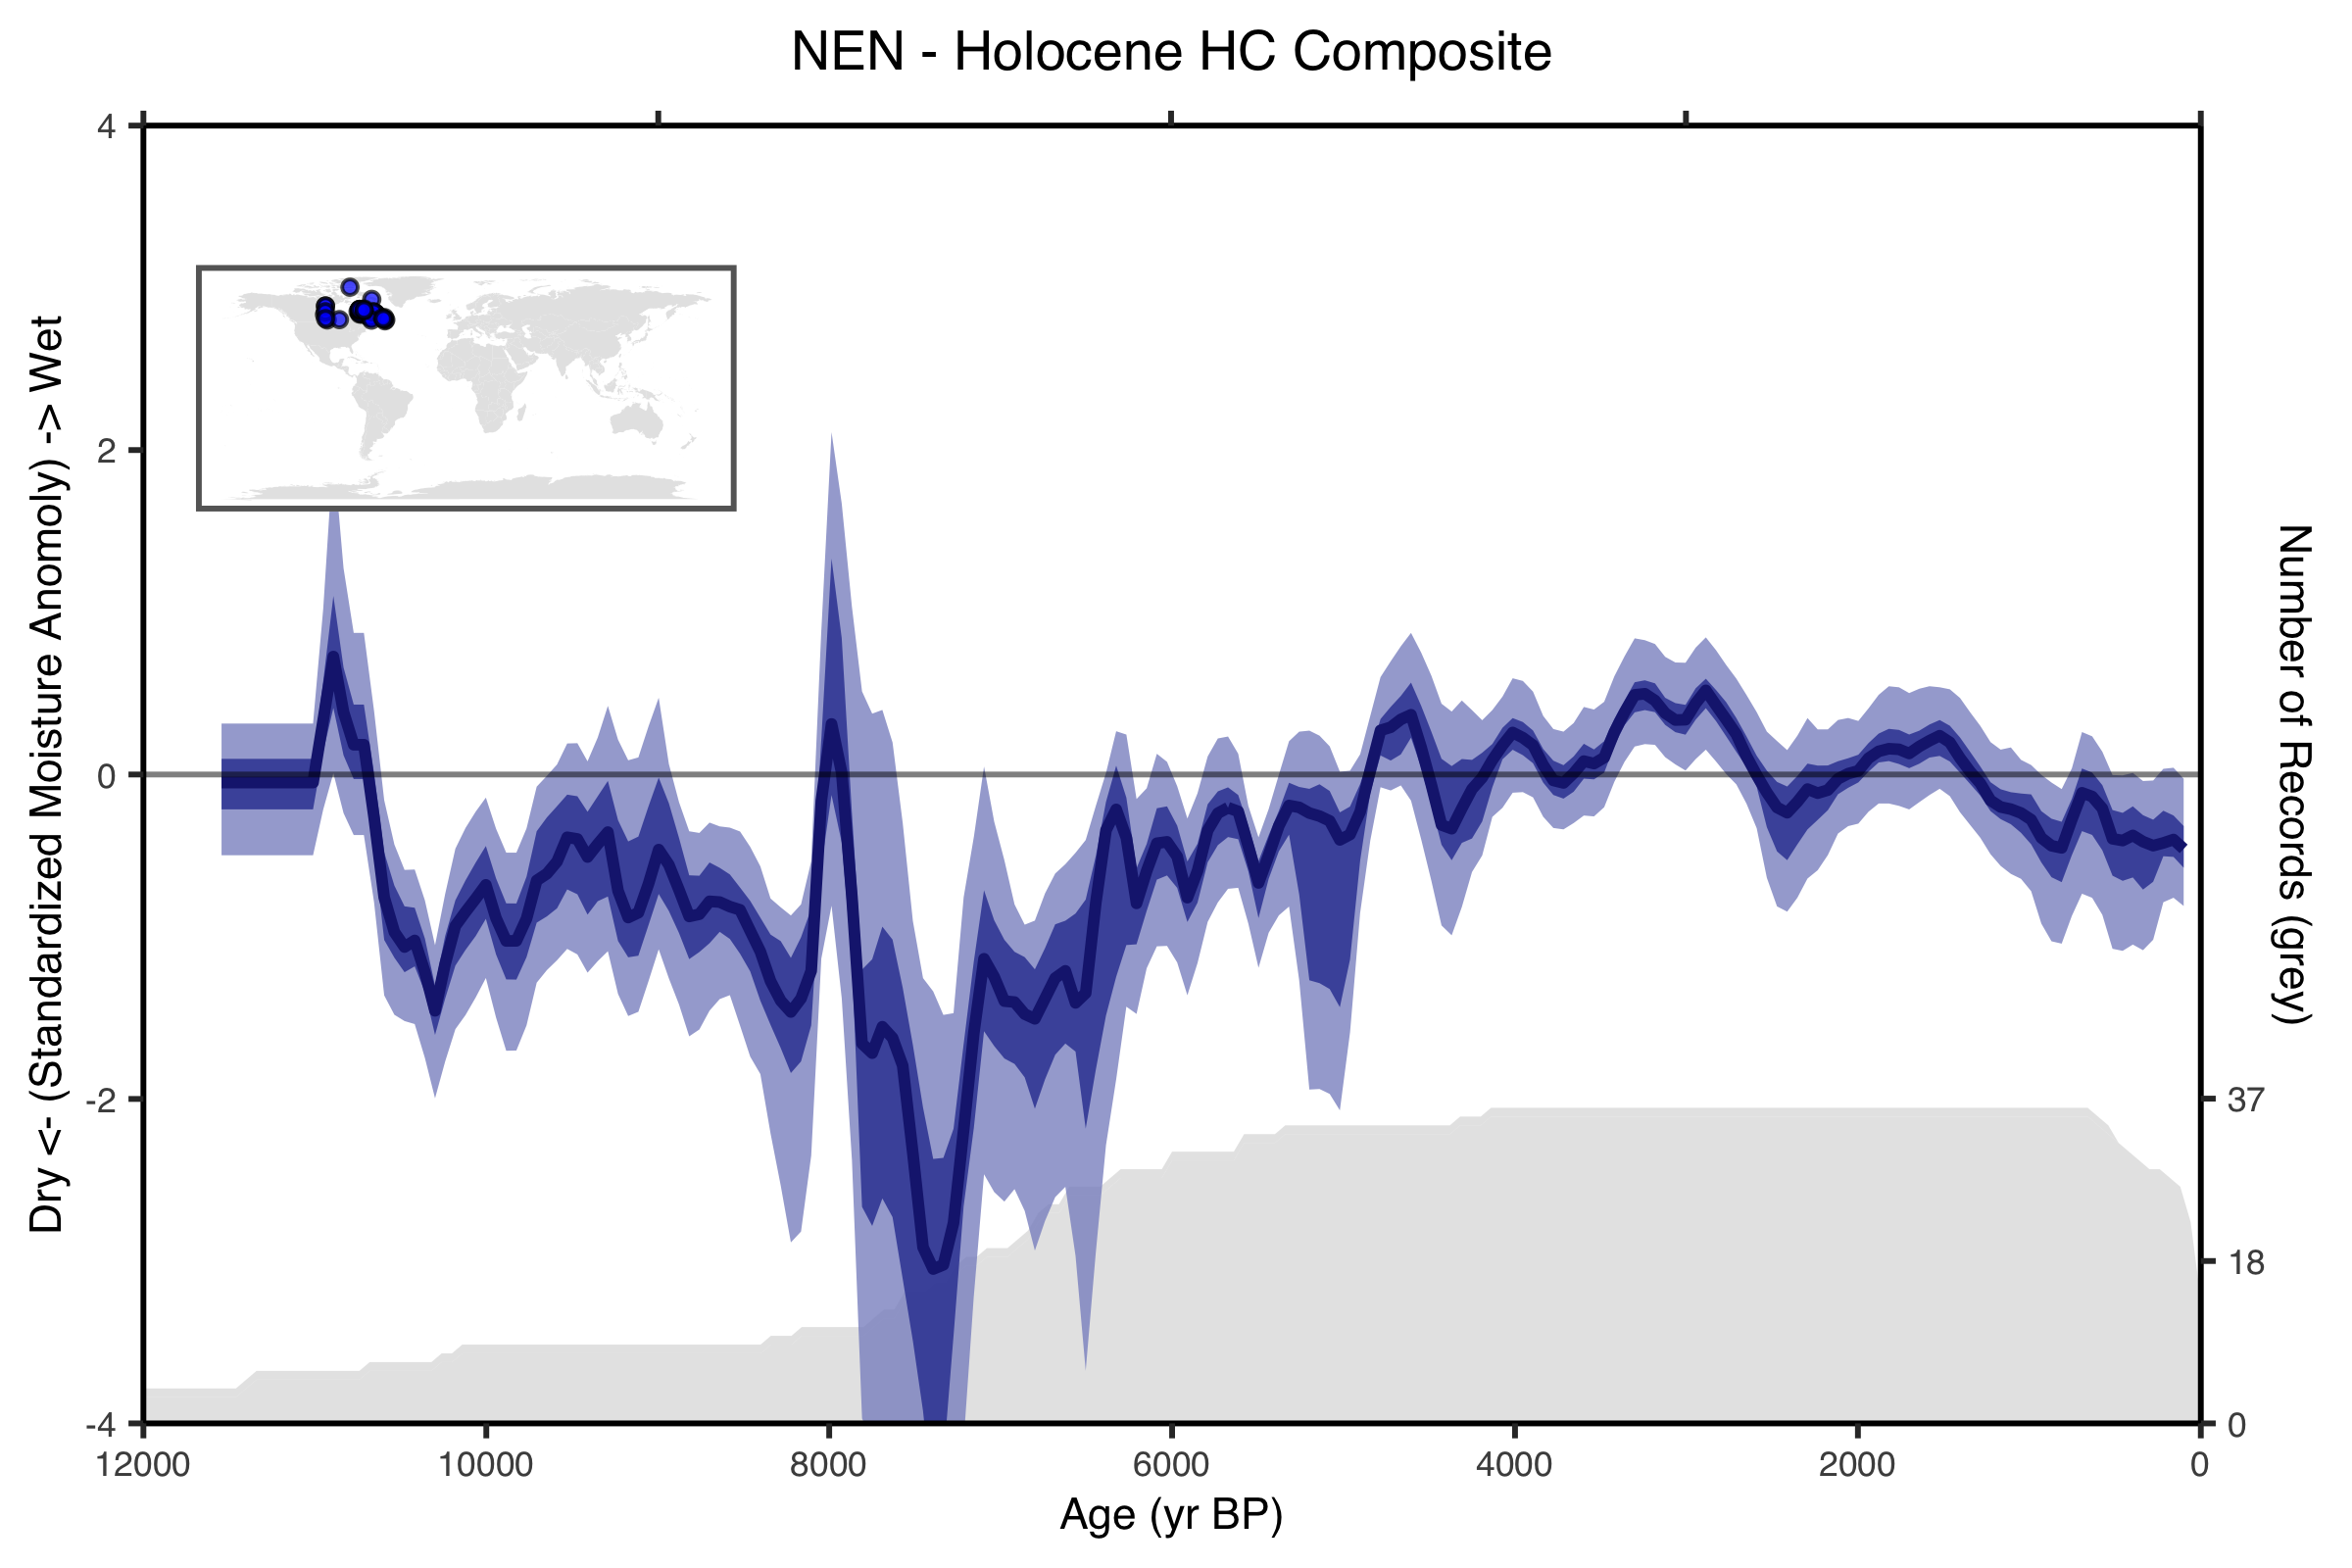 NEN - Holocene HC Composite
Dry <- (Standardized Moisture Anomoly) -> Wet
4
2
0
-2
-4
Number of Records (grey)
37
18
0
12000 10000 8000 6000 4000 2000 0
Age (yr BP)